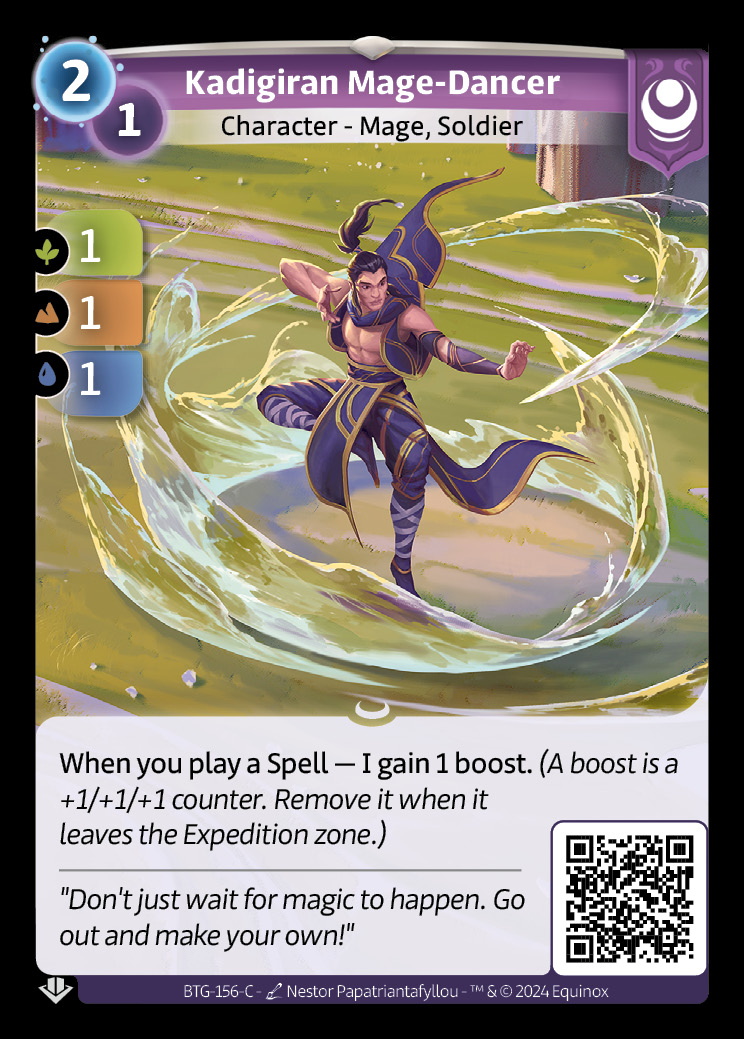 2
1
Kadigiran Mage-Dancer
Character - Mage, Soldier
1
1
1
When you play a Spell — I gain 1 boost. (A boost is a
+1/+1/+1 counter. Remove it when it
leaves the Expedition zone.)
"Don't just wait for magic to happen. Go
out and make your own!"
BTG-156-C - Nestor Papatriantafyllou - ™ & © 2024 Equinox